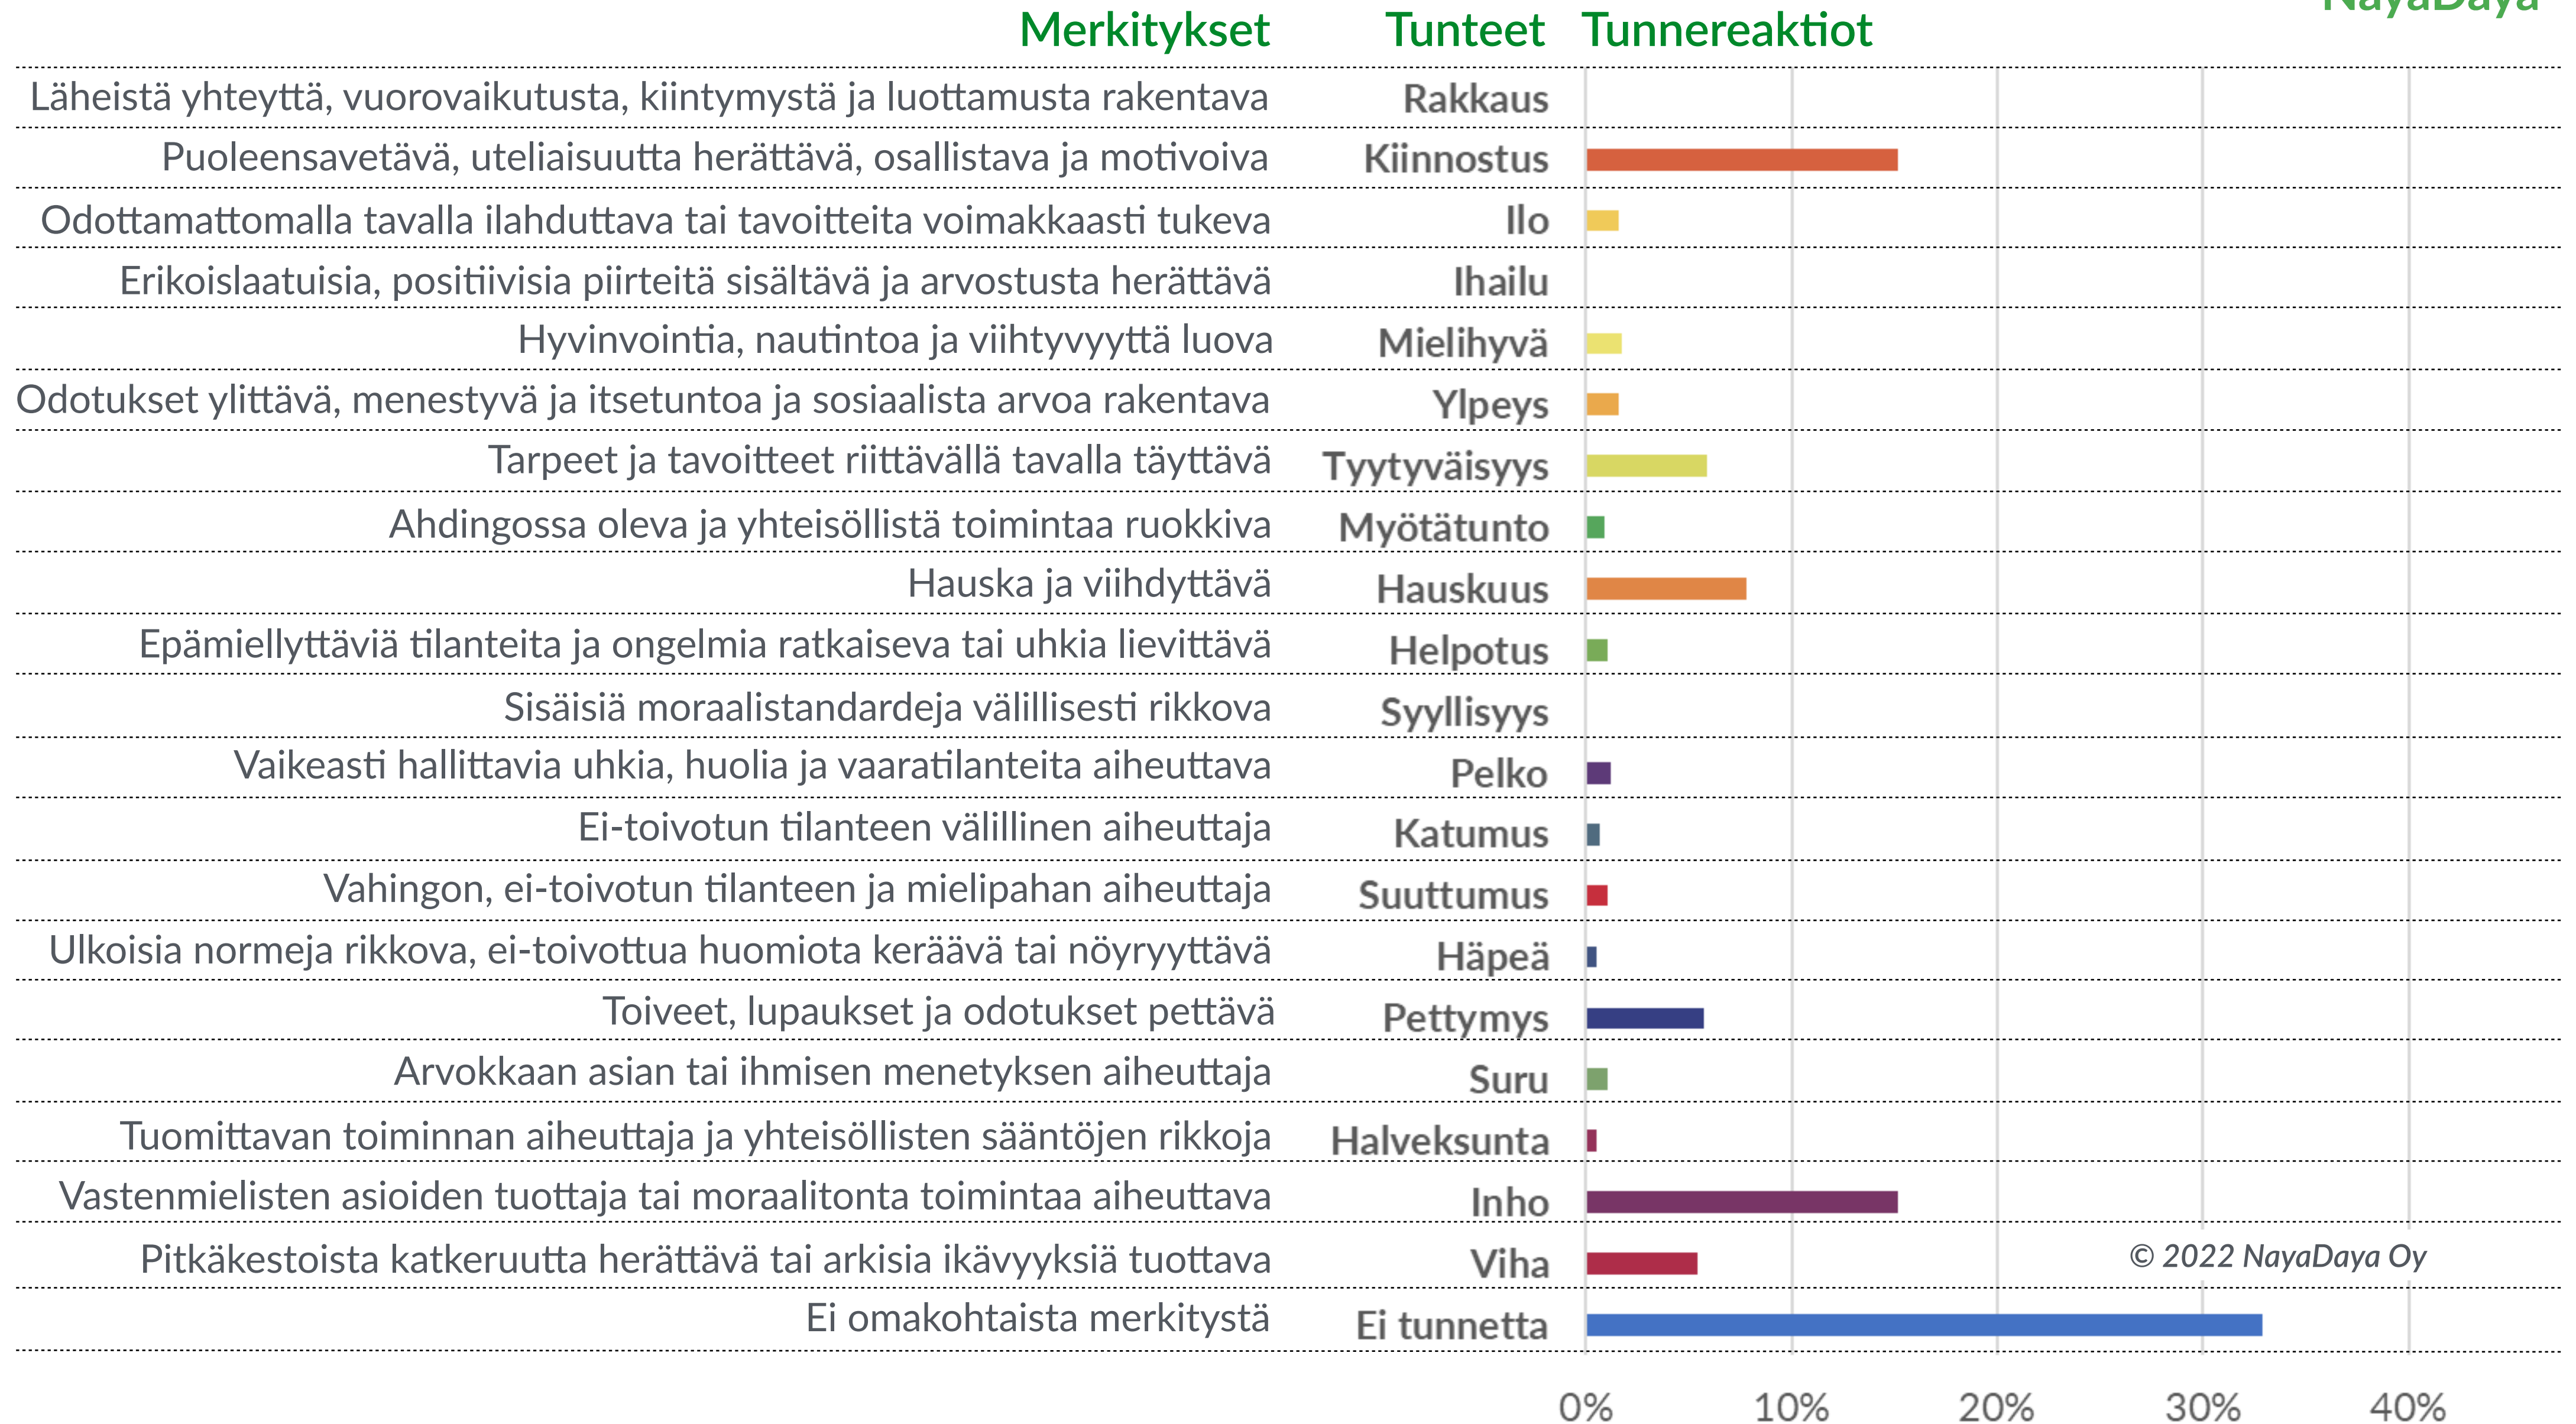 NayaDaya
Merkitykset Tunteet Tunnereaktiot
Läheistä yhteyttä, vuorovaikutusta, kiintymystä ja luottamusta rakentava Rakkaus
Puoleensavetävä, uteliaisuutta herättävä, osallistava ja motivoiva Kiinnostus
Odottamattomalla tavalla ilahduttava tai tavoitteita voimakkaasti tukeva Ilo
Erikoislaatuisia, positiivisia piirteitä sisältävä ja arvostusta herättävä Ihailu
Hyvinvointia, nautintoa ja viihtyvyyttä luova Mielihyvä
Odotukset ylittävä, menestyvä ja itsetuntoa ja sosiaalista arvoa rakentava Ylpeys
Tarpeet ja tavoitteet riittävällä tavalla täyttävä Tyytyväisyys
Ahdingossa oleva ja yhteisöllistä toimintaa ruokkiva Myötätunto
Hauska ja viihdyttävä Hauskuus
Epämiellyttäviä tilanteita ja ongelmia ratkaiseva tai uhkia lievittävä Helpotus
Sisäisiä moraalistandardeja välillisesti rikkova Syyllisyys
Vaikeasti hallittavia uhkia, huolia ja vaaratilanteita aiheuttava Pelko
Ei-toivotun tilanteen välillinen aiheuttaja Katumus
Vahingon, ei-toivotun tilanteen ja mielipahan aiheuttaja Suuttumus
Ulkoisia normeja rikkova, ei-toivottua huomiota keräävä tai nöyryyttävä Häpeä
Toiveet, lupaukset ja odotukset pettävä Pettymys
Arvokkaan asian tai ihmisen menetyksen aiheuttaja Suru
Tuomittavan toiminnan aiheuttaja ja yhteisöllisten sääntöjen rikkoja Halveksunta
Vastenmielisten asioiden tuottaja tai moraalitonta toimintaa aiheuttava Inho
Pitkäkestoista katkeruutta herättävä tai arkisia ikävyyksiä tuottava Viha © 2022 NayaDaya Oy
Ei omakohtaista merkitystä Ei tunnetta
0% 10% 20% 30% 40%